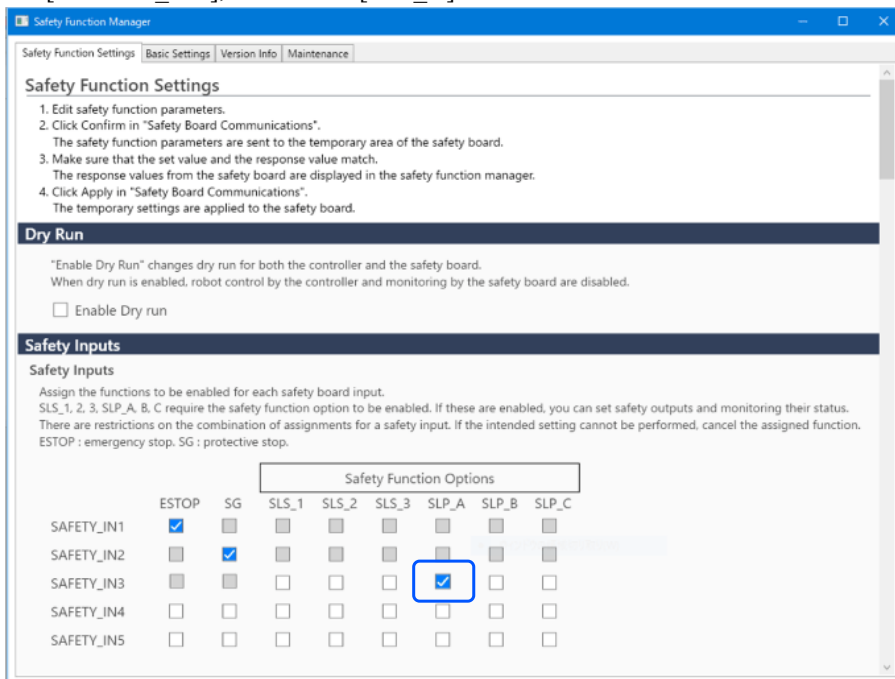 Safety Function Manager
Safety Function Settings Basic Settings Version Info Maintenance
Safety Function Settings
1. Edit safety function parameters.
2. Click Confirm in "Safety Board Communications".
The safety function parameters are sent to the temporary area of the safety board.
3. Make sure that the set value and the response value match.
The response values from the safety board are displayed in the safety function manager.
4. Click Apply in "Safety Board Communications".
The temporary settings are applied to the safety board.
Dry Run
"Enable Dry Run" changes dry run for both the controller and the safety board.
When dry run is enabled, robot control by the controller and monitoring by the safety board are disabled.
Enable Dry run
Safety Inputs
Safety Inputs
Assign the functions to be enabled for each safety board input.
SLS_1, 2, 3, SLP_A, B, C require the safety function option to be enabled. If these are enabled, you can set safety outputs and monitoring their status.
There are restrictions on the combination of assignments for a safety input. If the intended setting cannot be performed, cancel the assigned function.
ESTOP : emergency stop. SG : protective stop.
Safety Function Options
ESTOP SG SLS_1 SLS_2 SLS_3 SLP_A SLP_B SLP_C
SAFETY_IN1
SAFETY_IN2
SAFETY_IN3
SAFETY_IN4
SAFETY_IN5